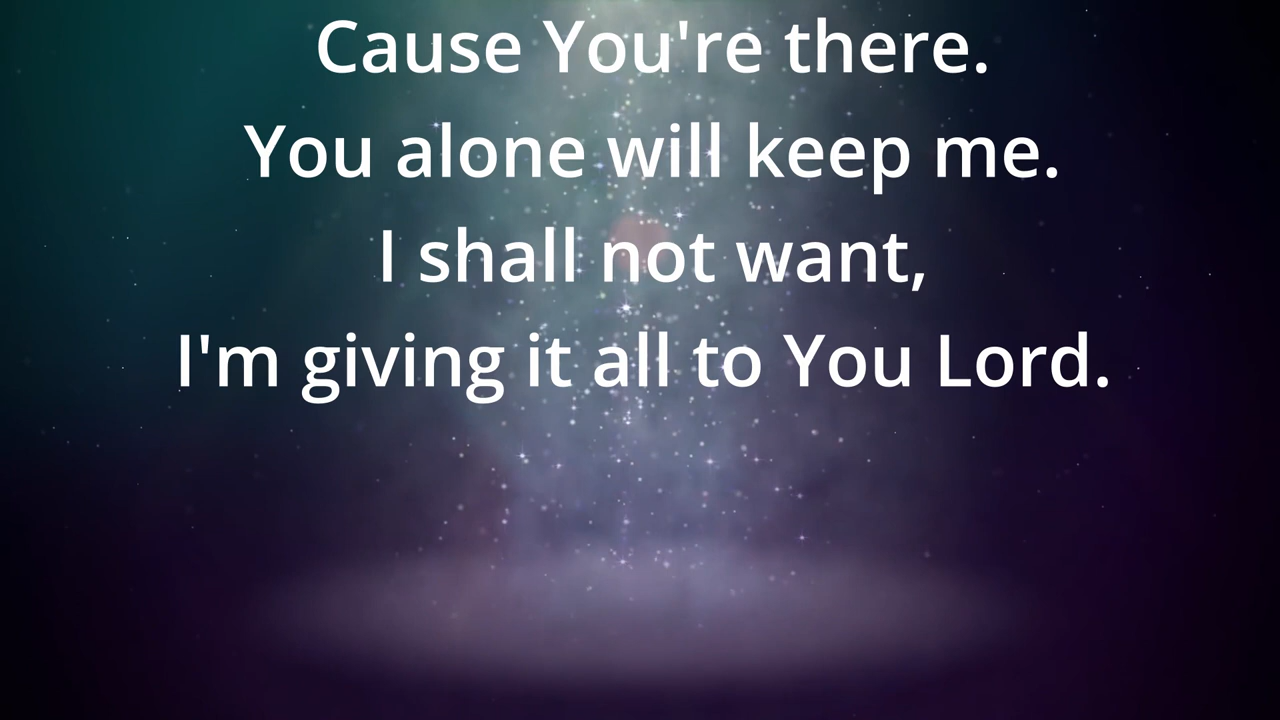 Cause You're there.
You alone will keep me.
I shall not want,
I'm giving it all to You Lord.